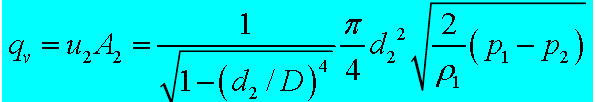 q_v = u_2 A_2 = \frac{1}{\sqrt{1-(d_2/D)^4}} \frac{\pi}{4} d_2^2 \sqrt{\frac{2}{\rho_1}(p_1 - p_2)}